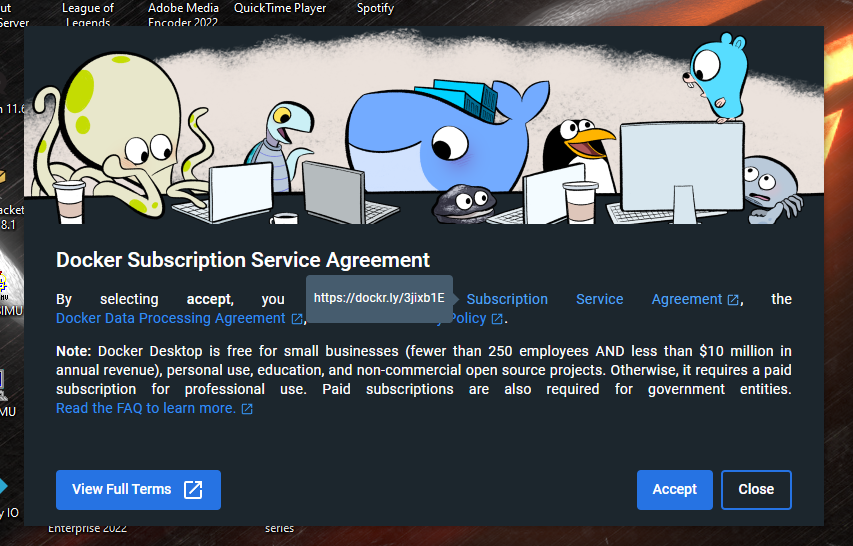 out
Server
League of
Legends
Adobe Media
Encoder 2022
QuickTime Player
Spotify
11.6
acket
8.1
SIMU
MU
y IO
Docker Subscription Service Agreement
By selecting accept, you
https://dockr.ly/3jixb1E
Subscription Service Agreement , the
Docker Data Processing Agreement , Policy .
Note: Docker Desktop is free for small businesses (fewer than 250 employees AND less than $10 million in
annual revenue), personal use, education, and non-commercial open source projects. Otherwise, it requires a paid
subscription for professional use. Paid subscriptions are also required for government entities.
Read the FAQ to learn more.
View Full Terms
Accept
Close
Enterprise 2022
series